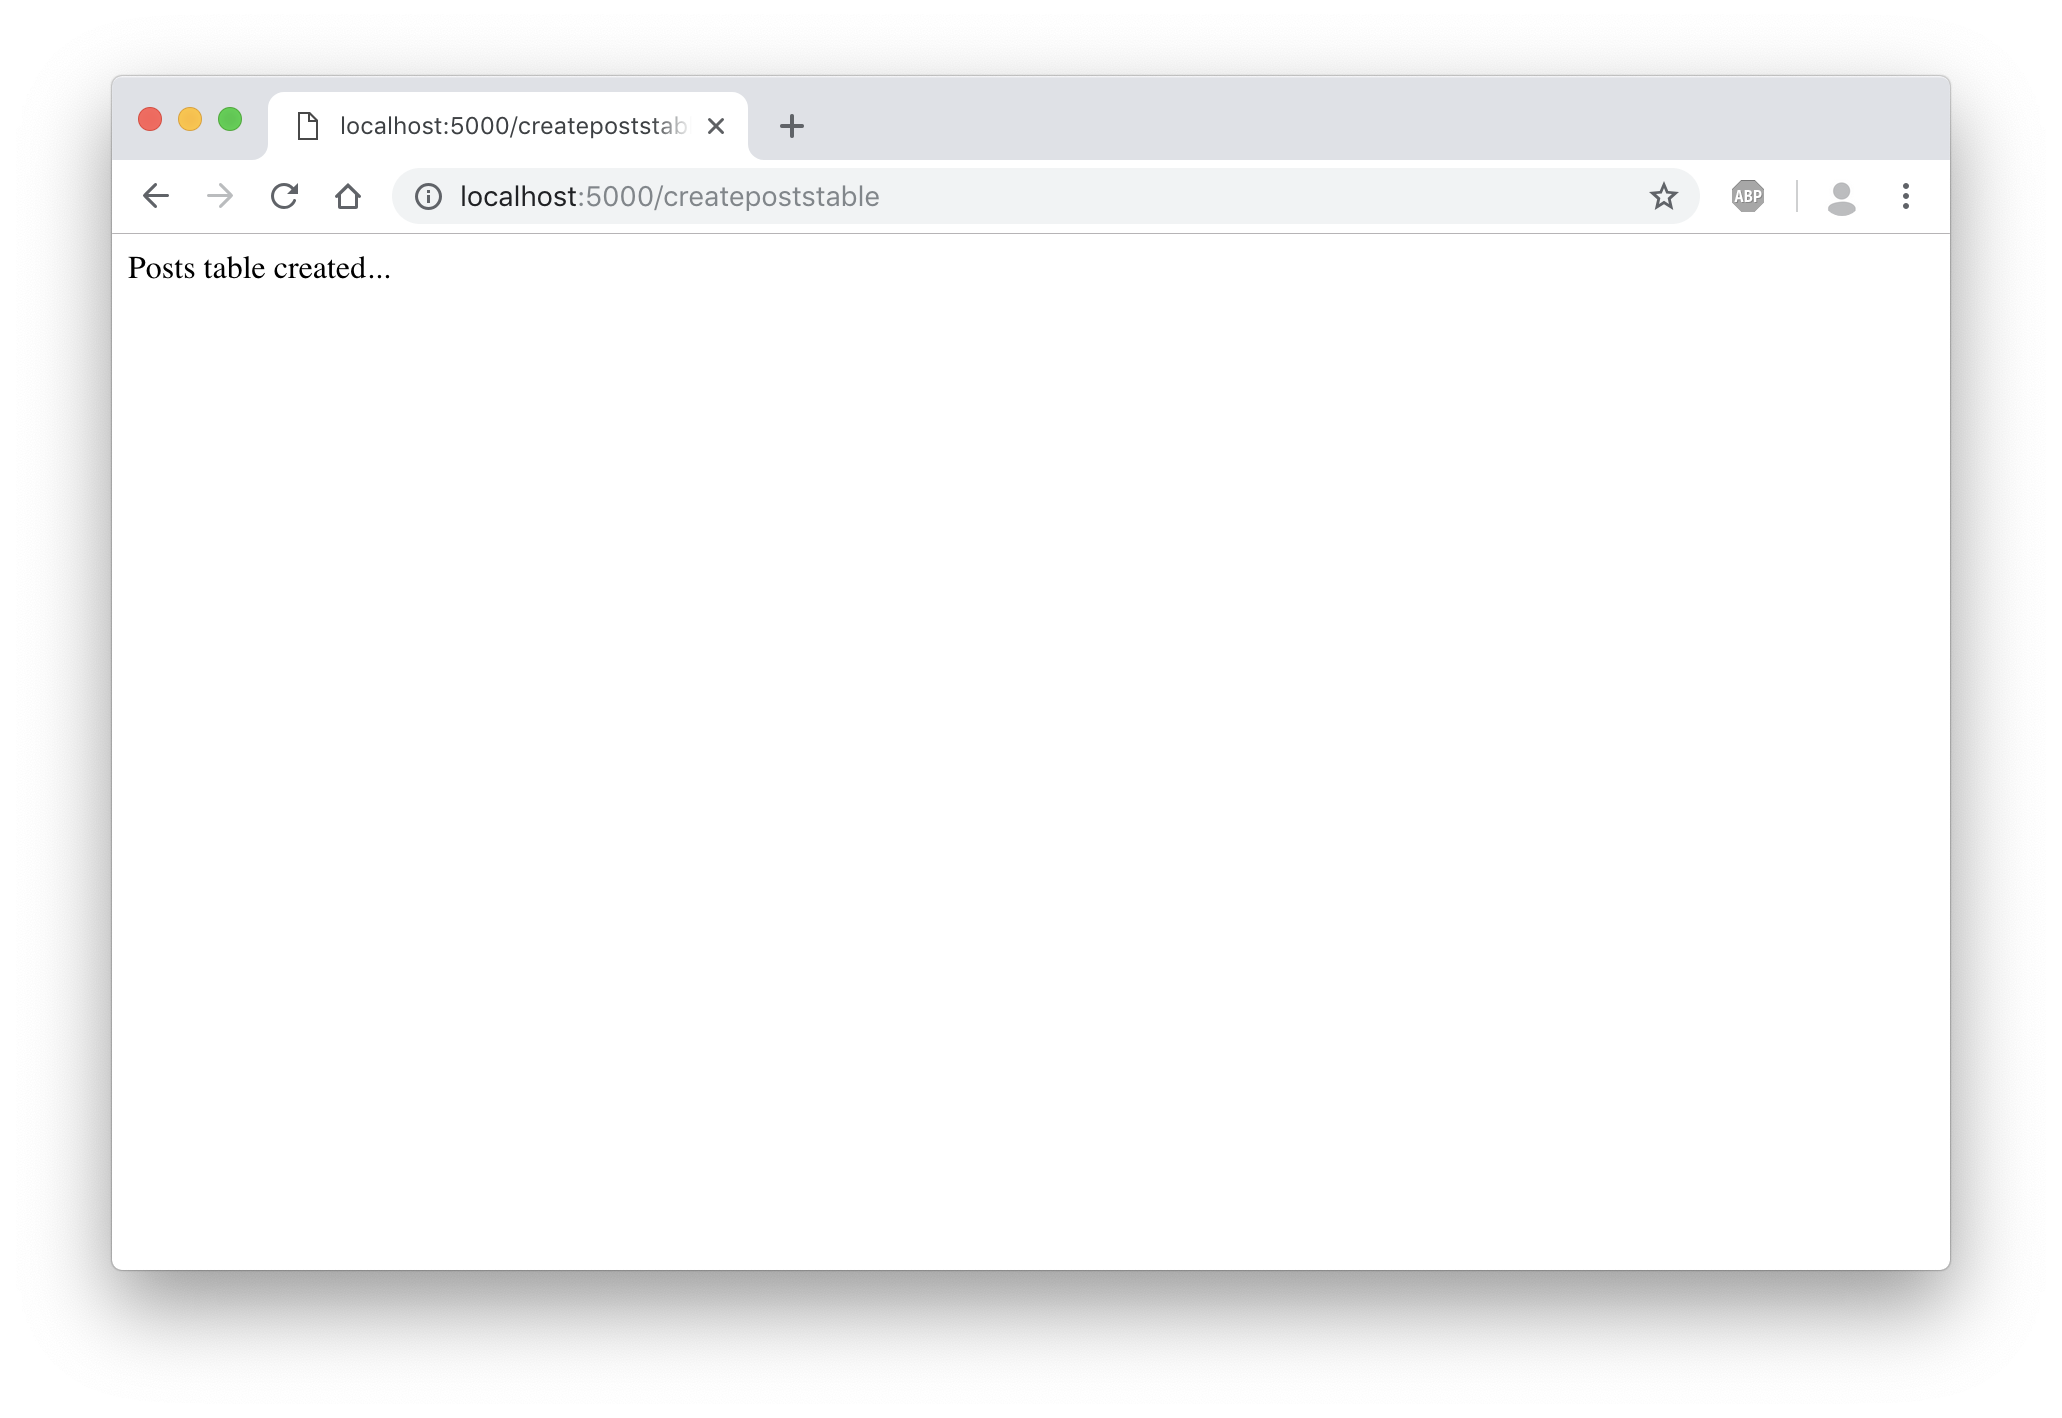 localhost:5000/createpoststab
localhost:5000/createpoststable
ABP
Posts table created...